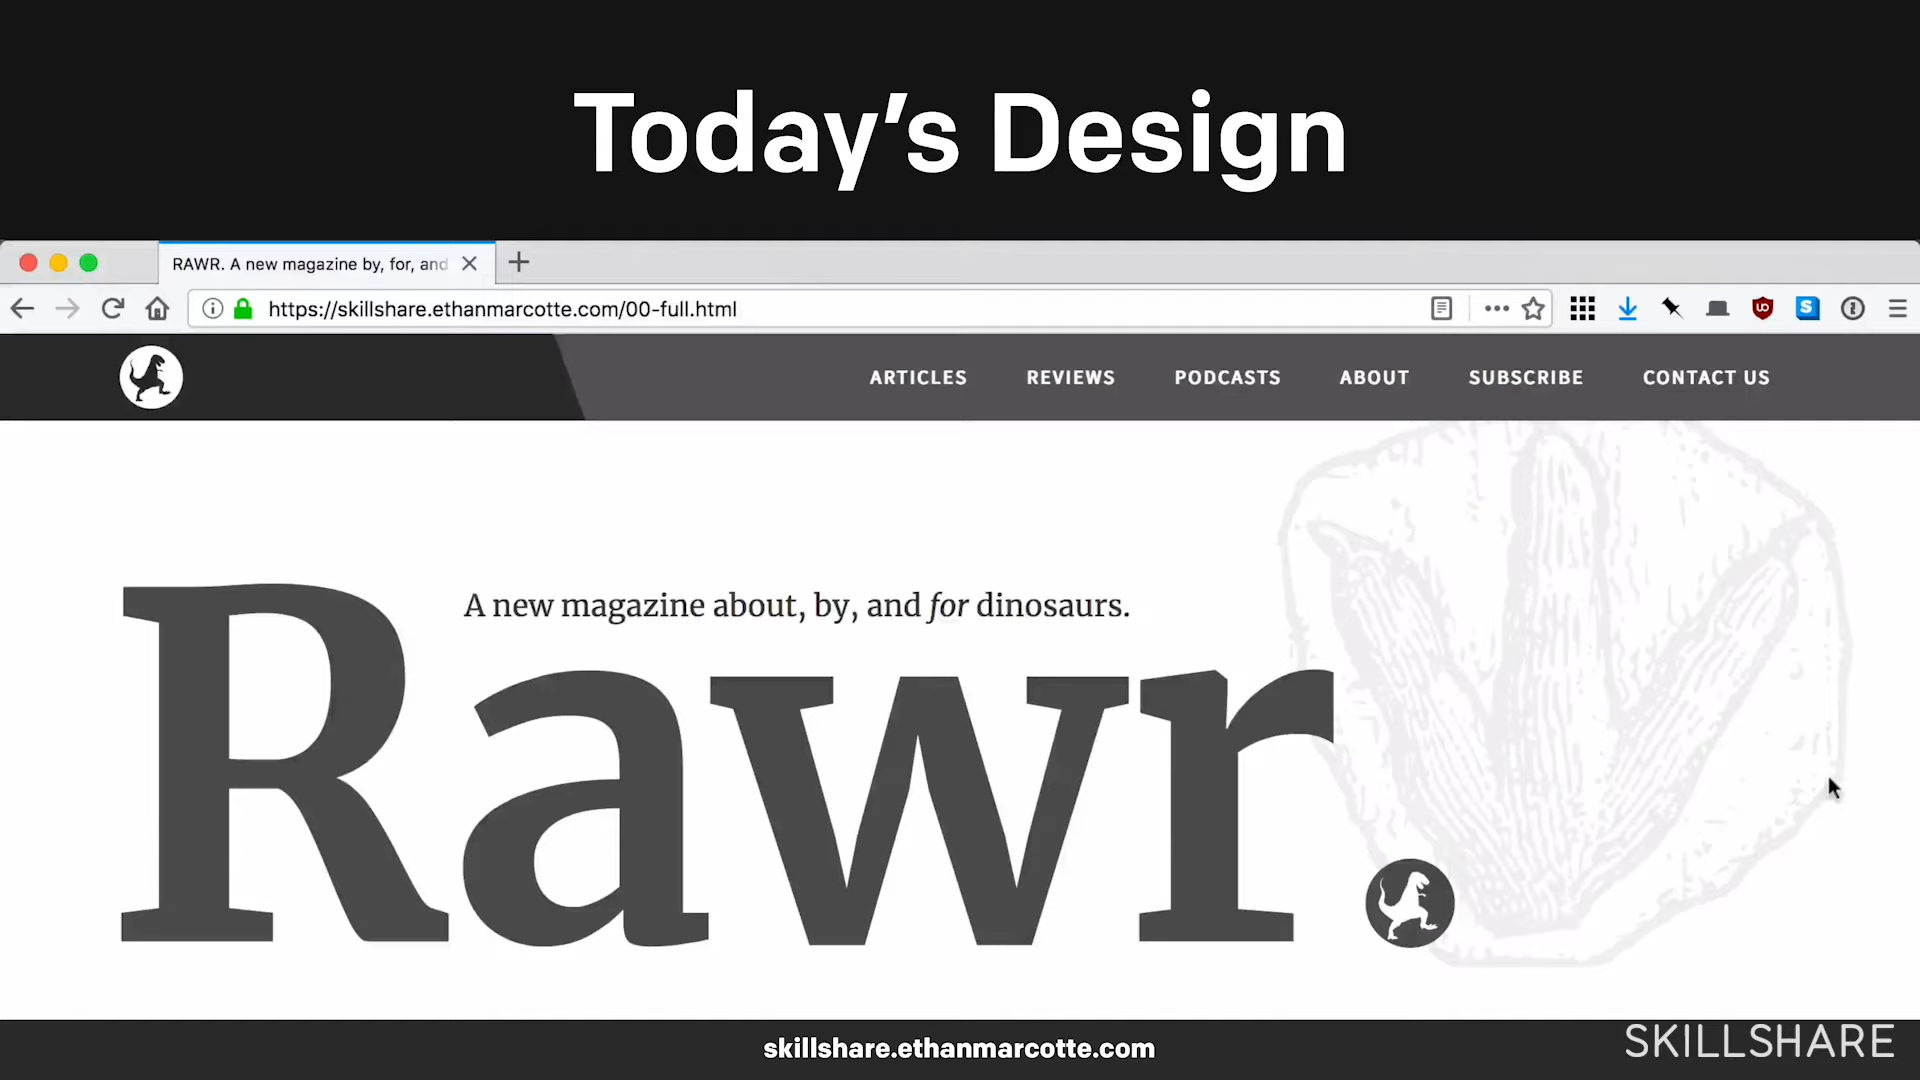 Today's Design
RAWR. A new magazine by, for, and
https://skillshare.ethanmarcotte.com/00-full.html
ARTICLES REVIEWS PODCASTS ABOUT SUBSCRIBE CONTACT US
A new magazine about, by, and for dinosaurs.
Rawr
skillshare.ethanmarcotte.com
SKILLSHARE